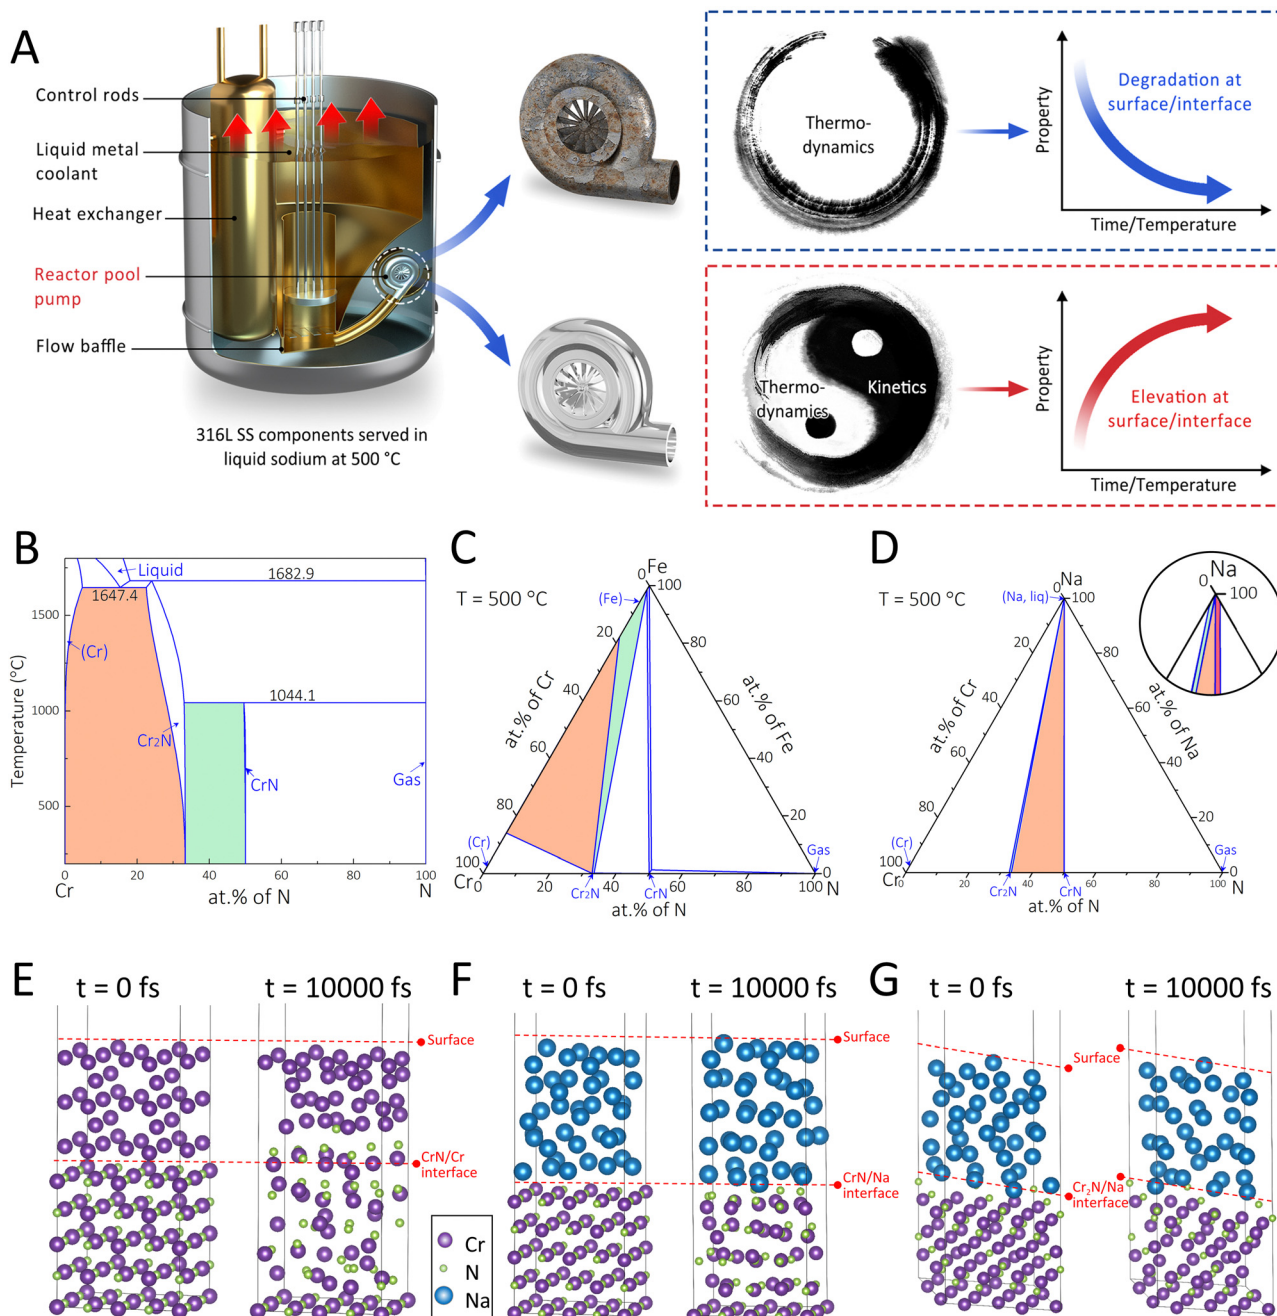 A
Control rods
Liquid metal
coolant
Heat exchanger
Reactor pool
pump
Flow baffle
316L SS components served in
liquid sodium at 500 °C
Thermo-
dynamics
Property
Degradation at
surface/interface
Time/Temperature
Thermo-
dynamics
Kinetics
Property
Elevation at
surface/interface
Time/Temperature
B
Temperature (°C)
1500
1000
500
Liquid
1682.9
1647.4
(Cr)
1044.1
Cr₂N
CrN
Gas
0
20
40
60
80
100
Cr
at.% of N
N
C
T = 500 °C
Fe
0
100
(Fe)
20
80
40
60
at.% of Cr
at.% of Fe
60
40
80
20
(Cr)
Gas
100
0
Cr
0
20
40
60
80
100
N
Cr₂N
CrN
at.% of N
D
T = 500 °C
Na
0
100
(Na, liq)
20
80
40
60
at.% of Cr
at.% of Na
60
40
80
20
(Cr)
Gas
100
0
Cr
0
20
40
60
80
100
N
Cr₂N
CrN
at.% of N
Na
0
100
E
t = 0 fs
t = 10000 fs
Surface
CrN/Cr
interface
Cr
N
Na
F
t = 0 fs
t = 10000 fs
Surface
CrN/Na
interface
G
t = 0 fs
t = 10000 fs
Surface
Cr₂N/Na
interface